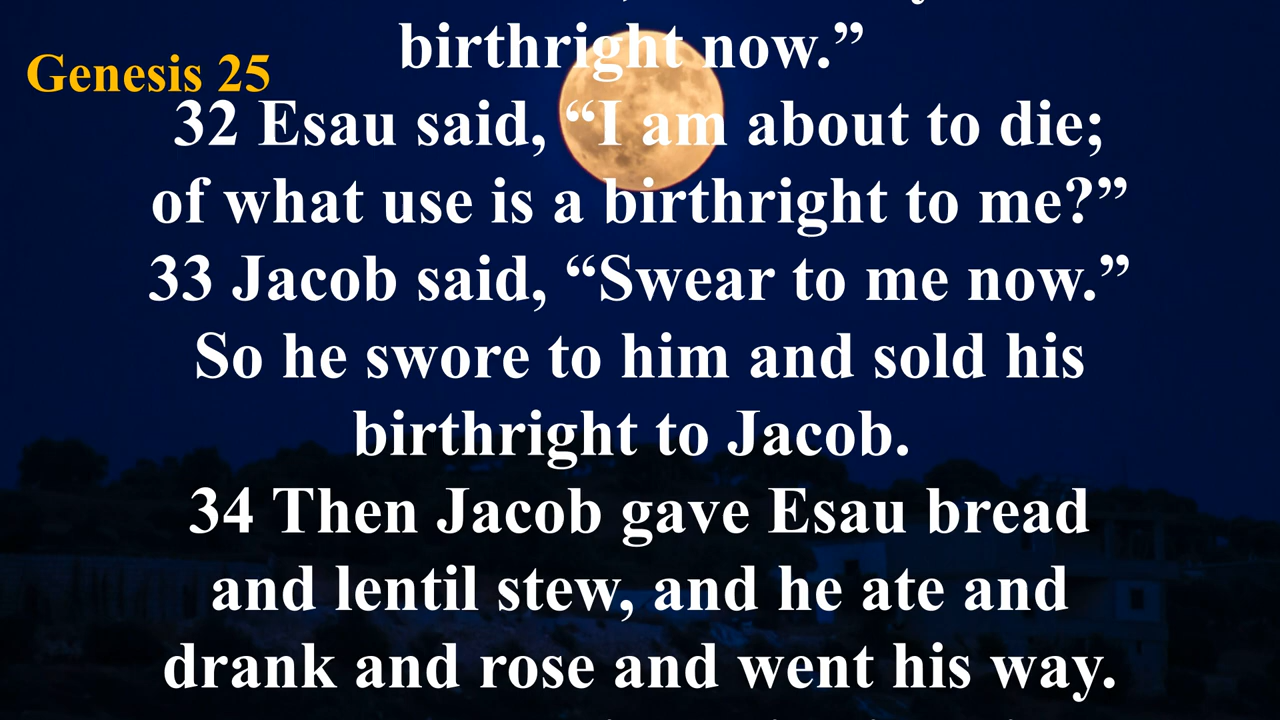 Genesis 25
birthright now.”
32 Esau said, “I am about to die;
of what use is a birthright to me?”
33 Jacob said, “Swear to me now.”
So he swore to him and sold his
birthright to Jacob.
34 Then Jacob gave Esau bread
and lentil stew, and he ate and
drank and rose and went his way.